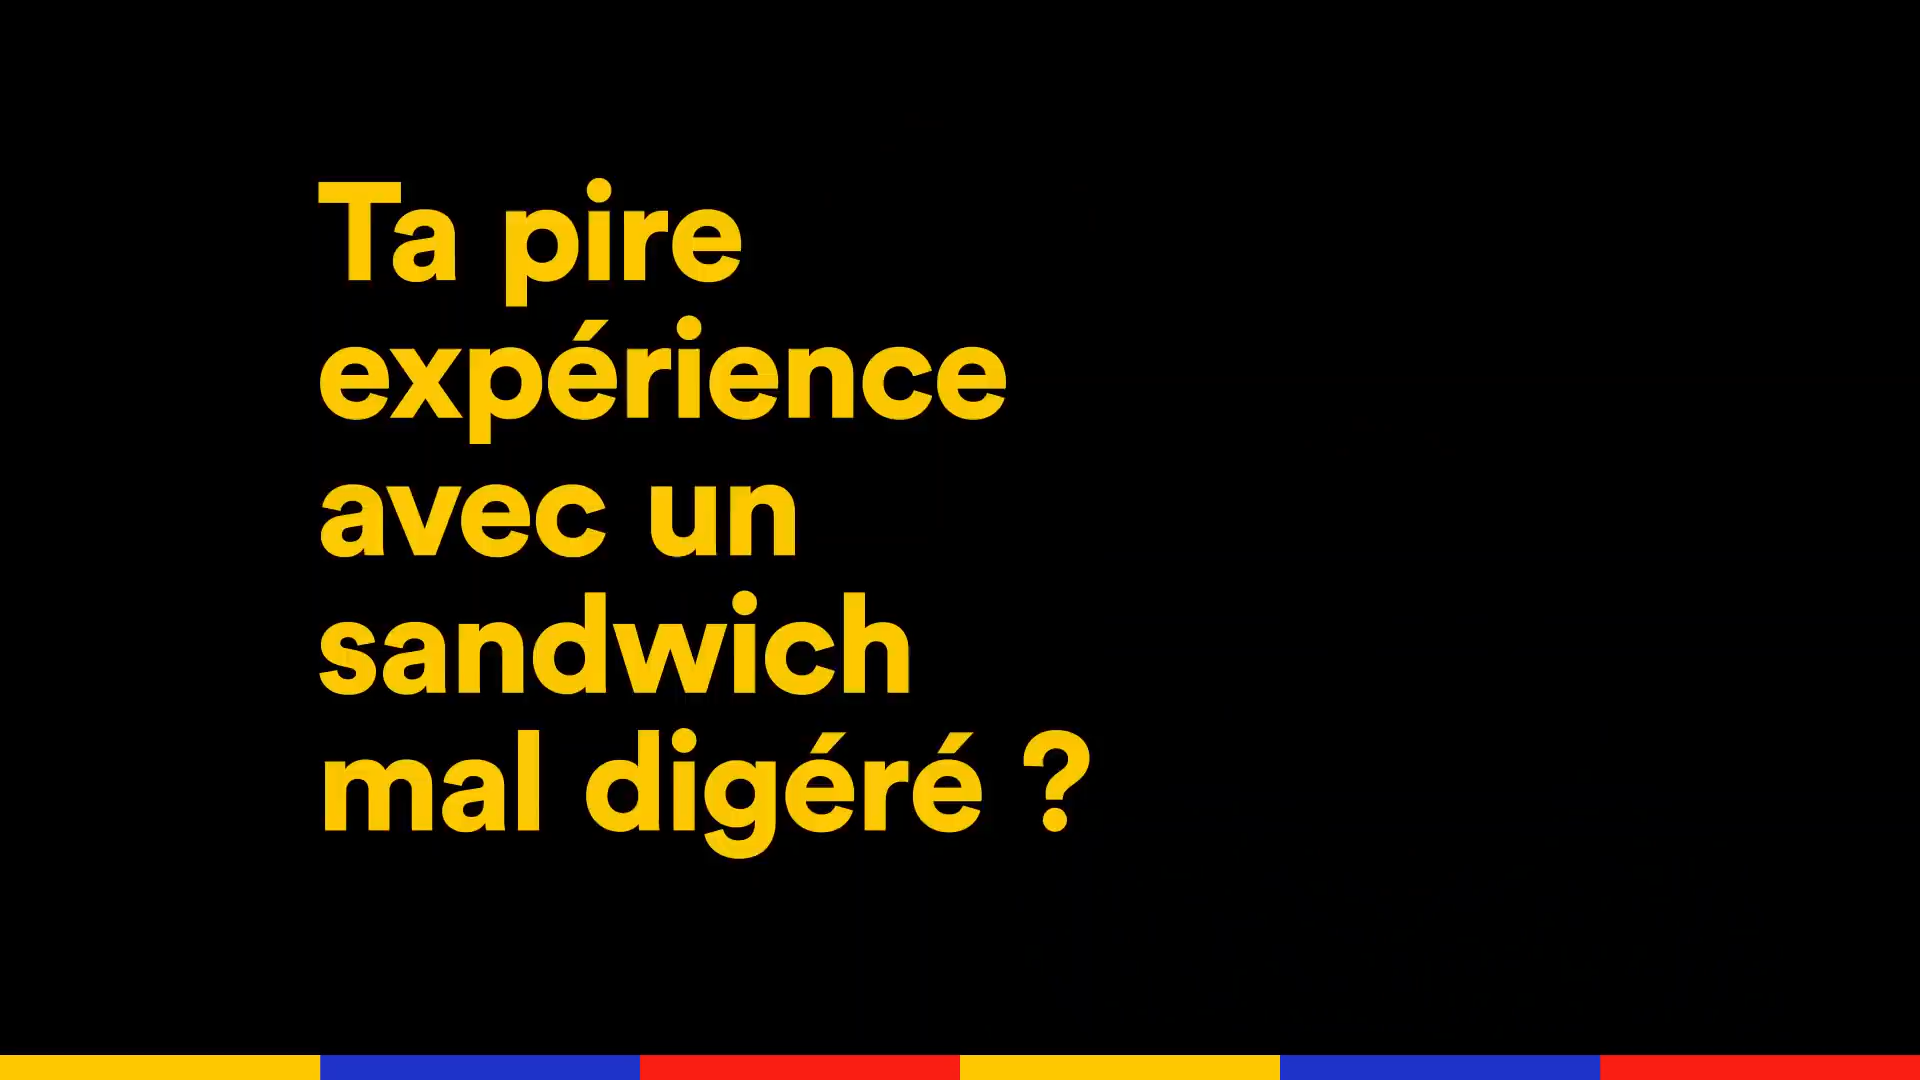 Ta pire
expérience
avec un
sandwich
mal digéré ?